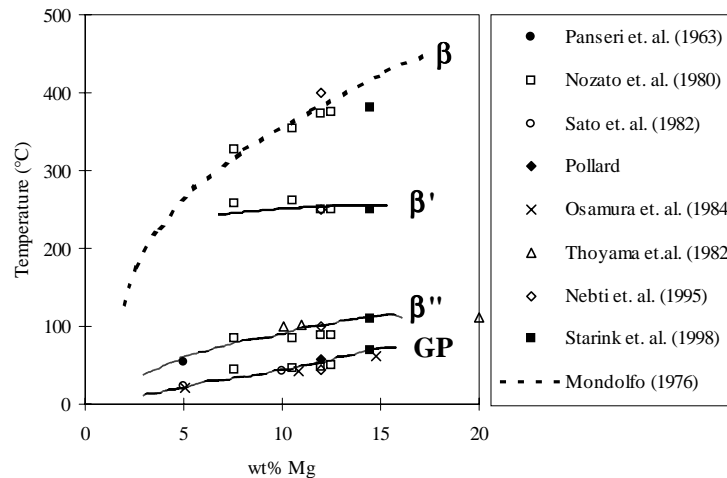 500
400
300
200
100
0
Temperature (°C)
0
5
10
15
20
wt% Mg
β
β'
β''
GP
Panseri et. al. (1963)
Nozato et. al. (1980)
Sato et. al. (1982)
Pollard
Osamura et. al. (1984
Thoyama et.al. (1982
Nebti et. al. (1995)
Starink et. al. (1998)
Mondolfo (1976)